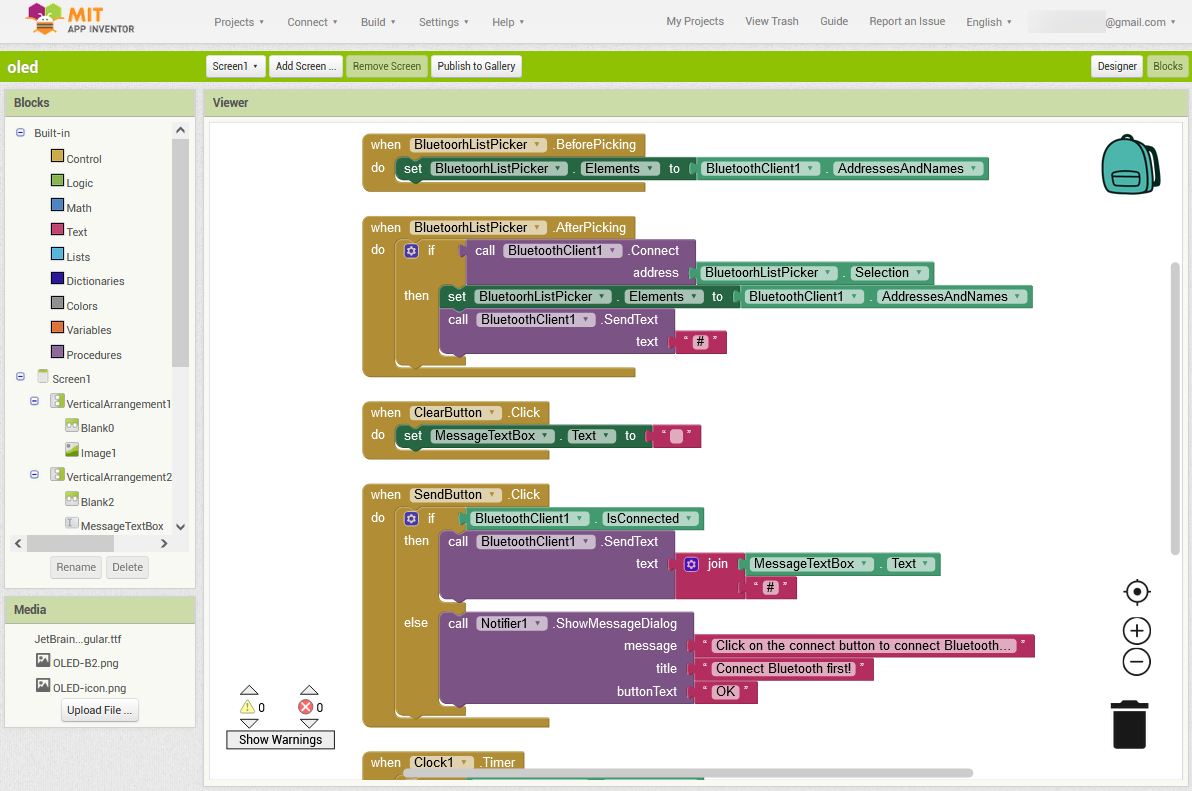 MIT
APP INVENTOR
Projects Connect Build Settings Help My Projects View Trash Guide Report an Issue English @gmail.com
oled Screen1 Add Screen ... Remove Screen Publish to Gallery Designer Blocks
Blocks
Built-in
Control
Logic
Math
Text
Lists
Dictionaries
Colors
Variables
Procedures
Screen1
VerticalArrangement1
Blank0
Image1
VerticalArrangement2
Blank2
MessageTextBox
Rename Delete
Media
JetBrain...gular.ttf
OLED-B2.png
OLED-icon.png
Upload File ...
Viewer
when BluetoorhListPicker .BeforePicking
do set BluetoorhListPicker . Elements to BluetoothClient1 . AddressesAndNames
when BluetoorhListPicker .AfterPicking
do if call BluetoothClient1 .Connect
address BluetoorhListPicker . Selection
then set BluetoorhListPicker . Elements to BluetoothClient1 . AddressesAndNames
call BluetoothClient1 .SendText
text “ # ”
when ClearButton .Click
do set MessageTextBox . Text to “ ”
when SendButton .Click
do if BluetoothClient1 . IsConnected
then call BluetoothClient1 .SendText
text join MessageTextBox . Text
“ # ”
else call Notifier1 .ShowMessageDialog
message “ Click on the connect button to connect Bluetooth... ”
title “ Connect Bluetooth first! ”
buttonText “ OK ”
when Clock1 .Timer
0 0
Show Warnings